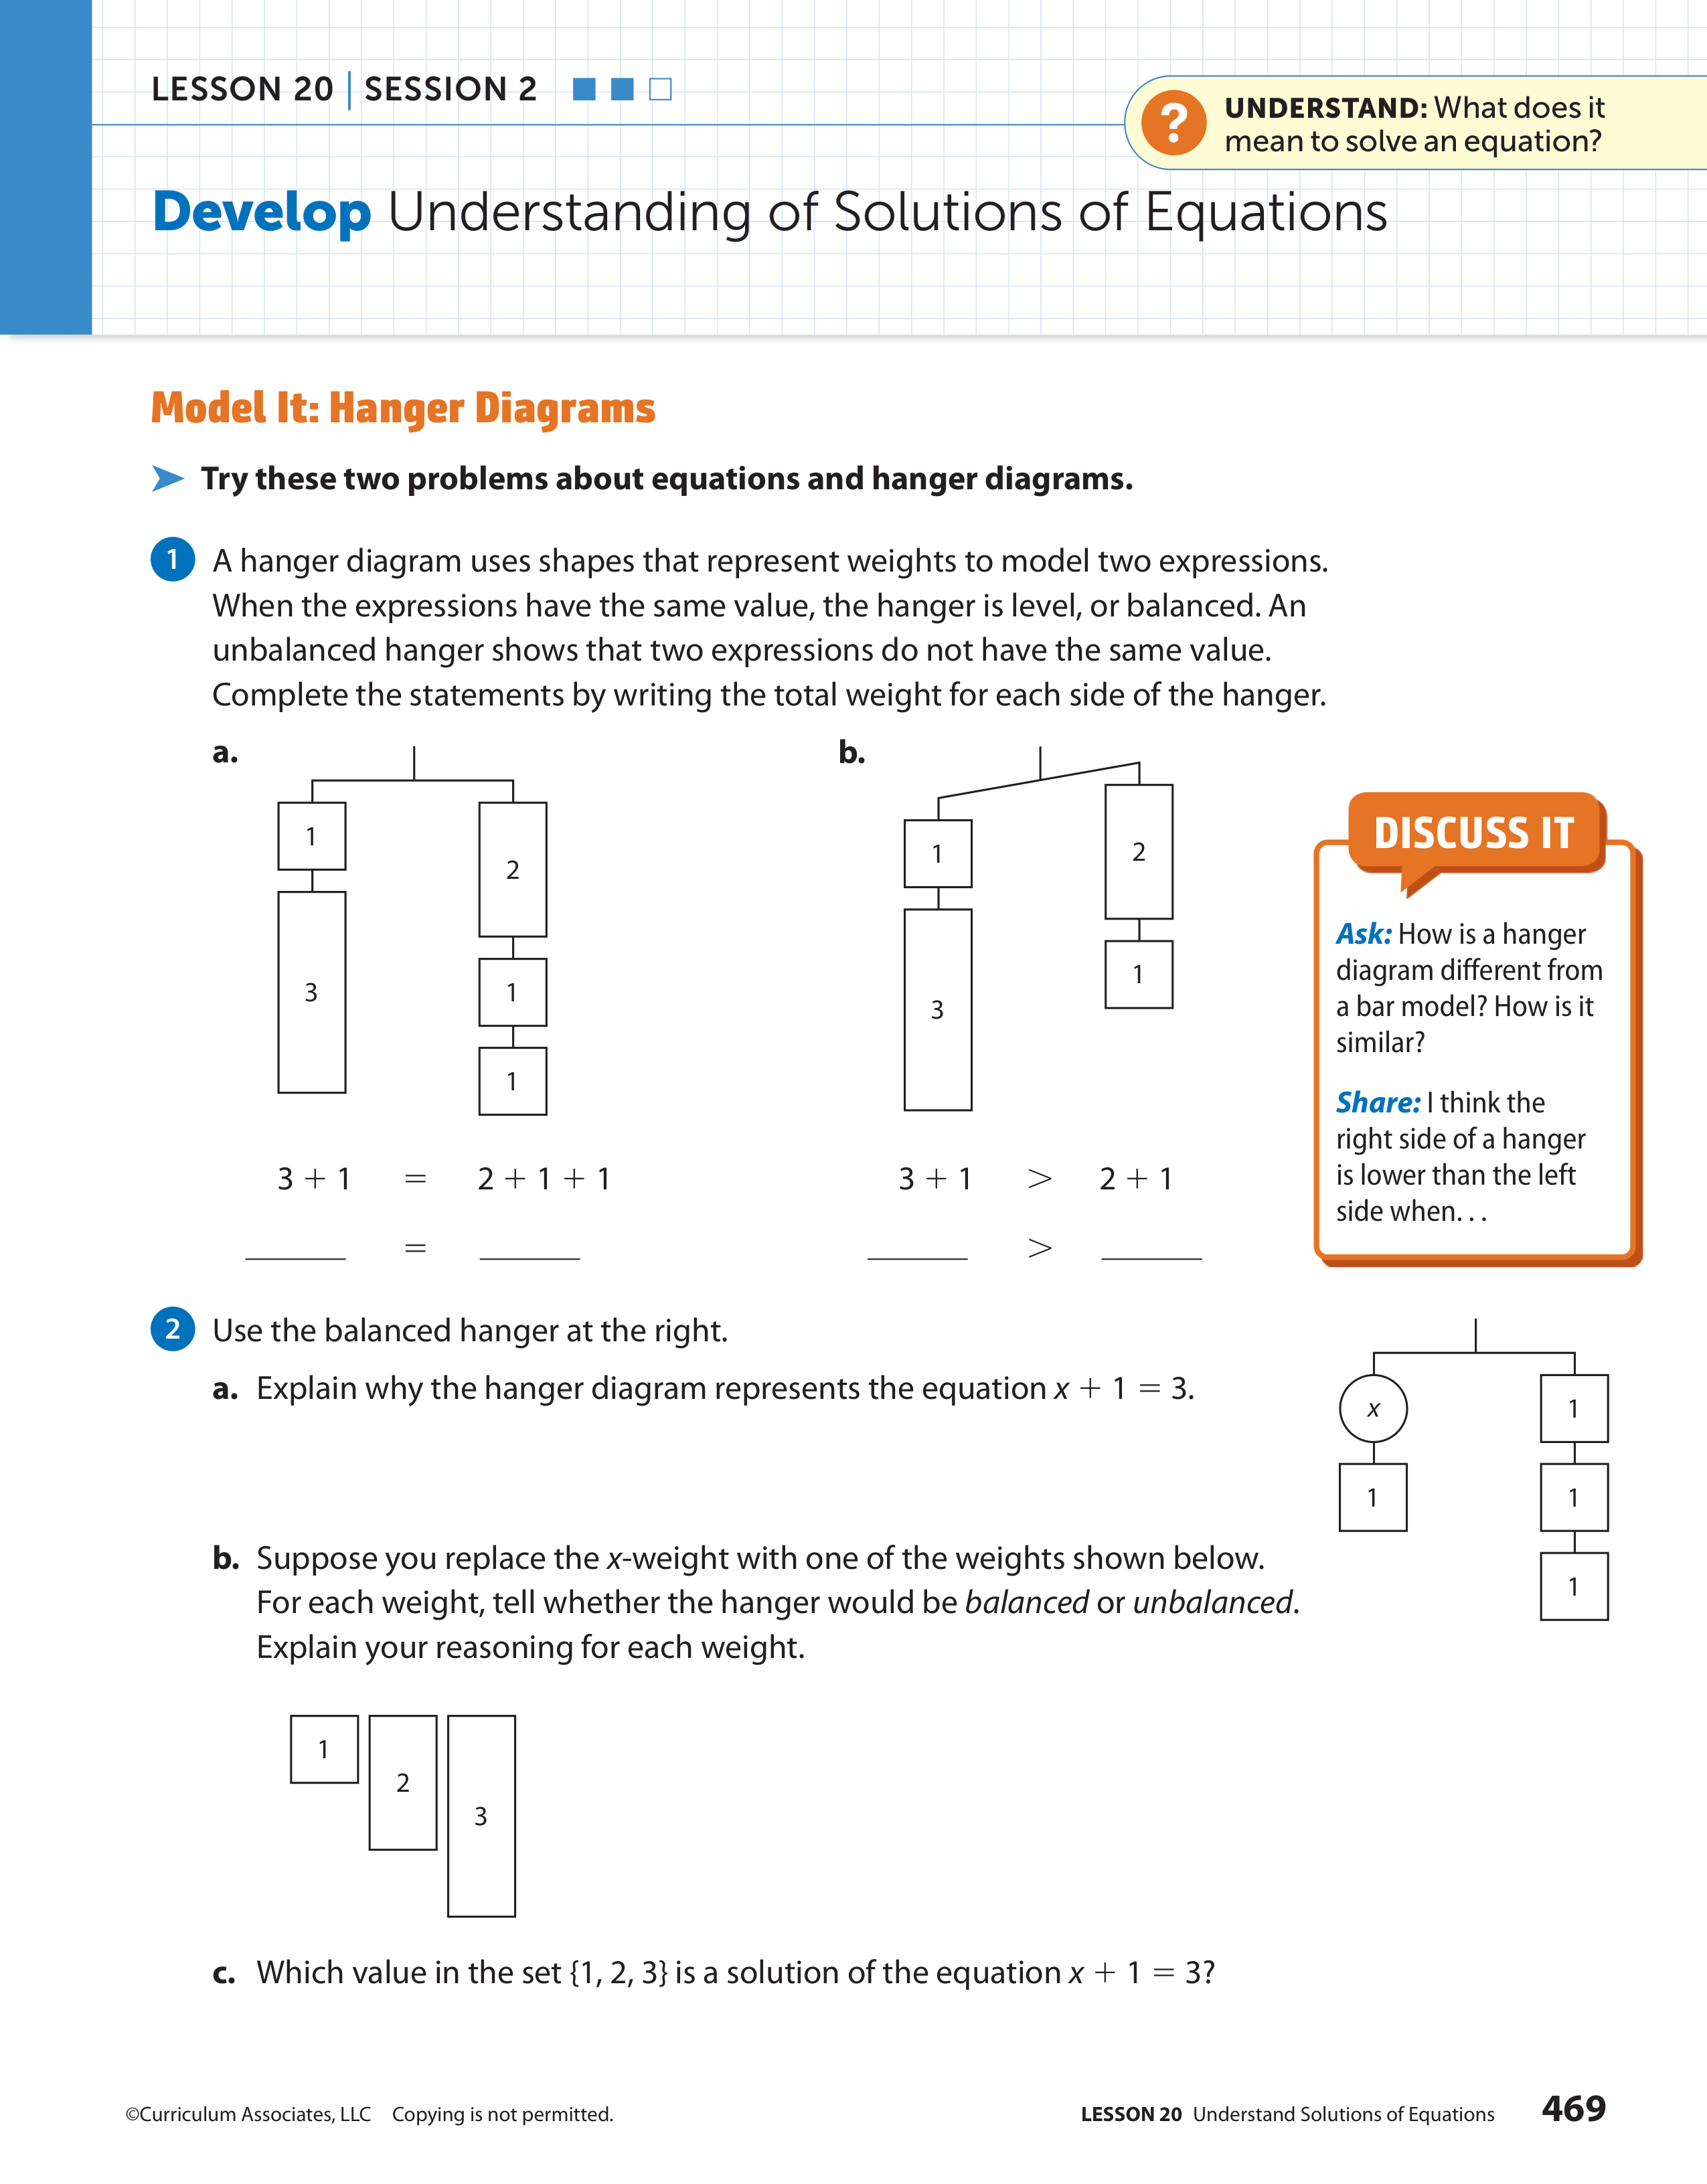 LESSON 20 | SESSION 2
? UNDERSTAND: What does it
mean to solve an equation?
Develop Understanding of Solutions of Equations
Model It: Hanger Diagrams
Try these two problems about equations and hanger diagrams.
1 A hanger diagram uses shapes that represent weights to model two expressions.
When the expressions have the same value, the hanger is level, or balanced. An
unbalanced hanger shows that two expressions do not have the same value.
Complete the statements by writing the total weight for each side of the hanger.
a.
1
3
2
1
1
3 + 1 = 2 + 1 + 1
______ = ______
b.
1
3
2
1
3 + 1 > 2 + 1
______ > ______
DISCUSS IT
Ask: How is a hanger
diagram different from
a bar model? How is it
similar?
Share: I think the
right side of a hanger
is lower than the left
side when. . .
2 Use the balanced hanger at the right.
a. Explain why the hanger diagram represents the equation x + 1 = 3.
x
1
1
1
1
b. Suppose you replace the x-weight with one of the weights shown below.
For each weight, tell whether the hanger would be balanced or unbalanced.
Explain your reasoning for each weight.
1
2
3
c. Which value in the set {1, 2, 3} is a solution of the equation x + 1 = 3?
©Curriculum Associates, LLC Copying is not permitted.
LESSON 20 Understand Solutions of Equations 469